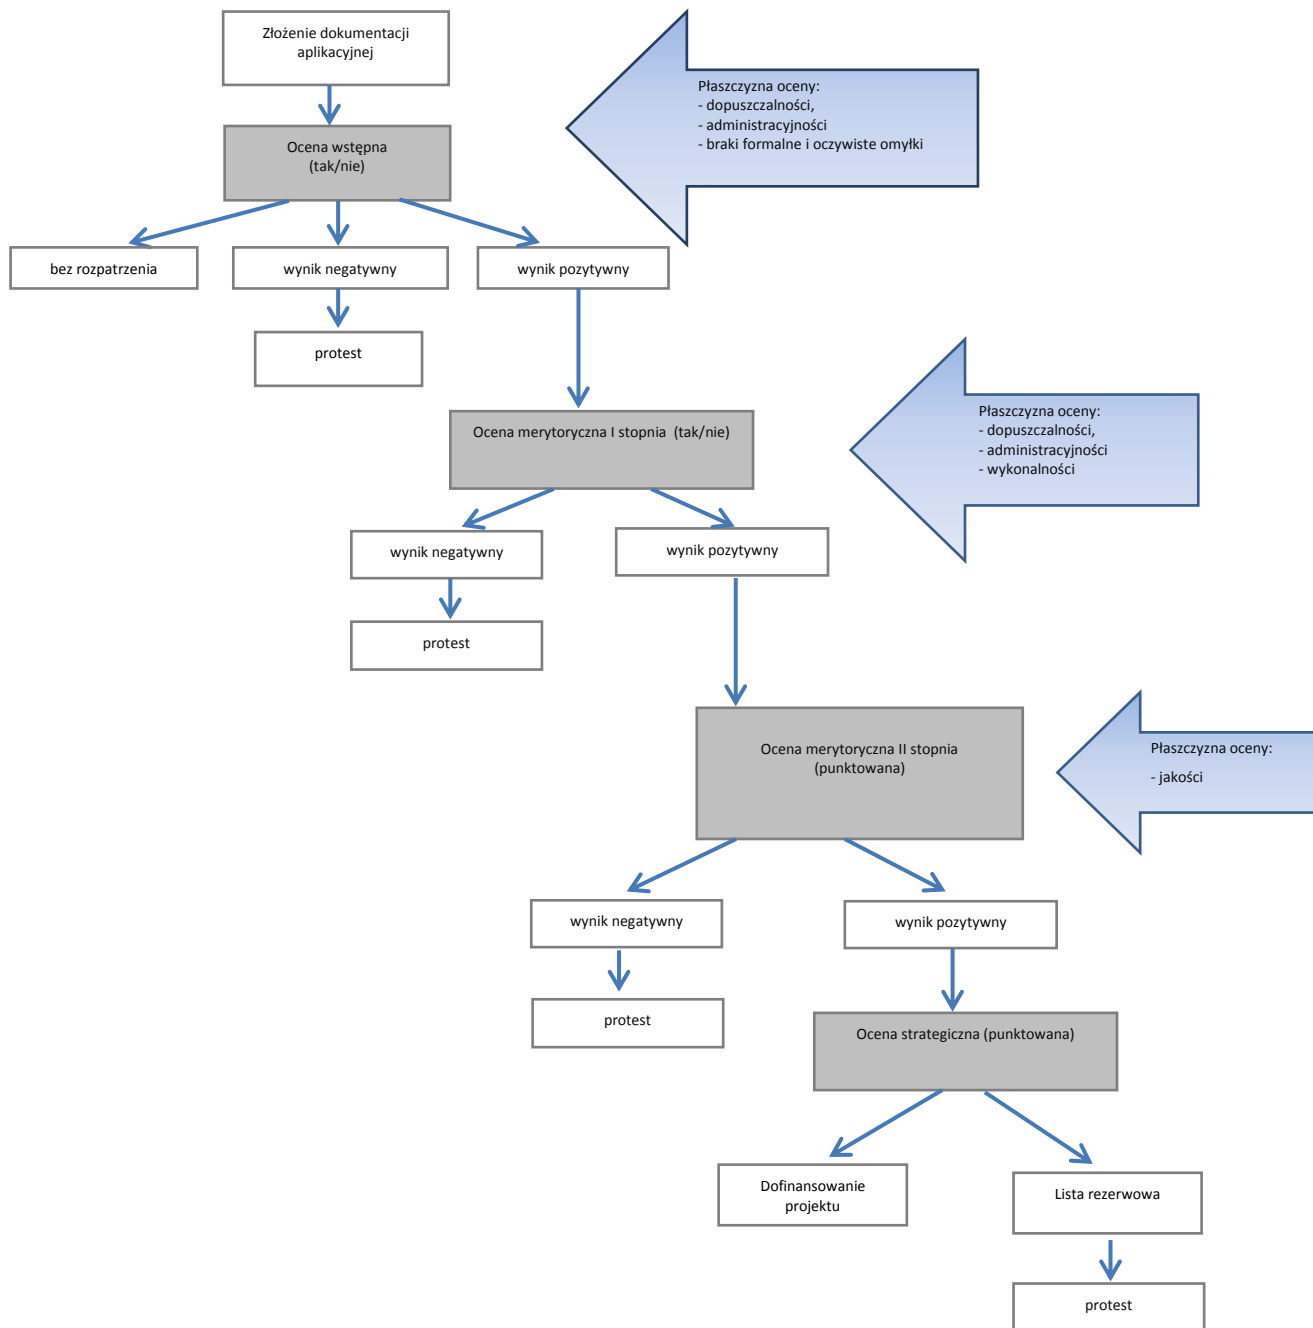 Złożenie dokumentacji
aplikacyjnej
Płaszczyzna oceny:
- dopuszczalności,
- administracyjności
- braki formalne i oczywiste omyłki
Ocena wstępna
(tak/nie)
bez rozpatrzenia
wynik negatywny
wynik pozytywny
protest
Płaszczyzna oceny:
- dopuszczalności,
- administracyjności
- wykonalności
Ocena merytoryczna I stopnia (tak/nie)
wynik negatywny
wynik pozytywny
protest
Ocena merytoryczna II stopnia
(punktowana)
Płaszczyzna oceny:
- jakości
wynik negatywny
wynik pozytywny
protest
Ocena strategiczna (punktowana)
Dofinansowanie
projektu
Lista rezerwowa
protest